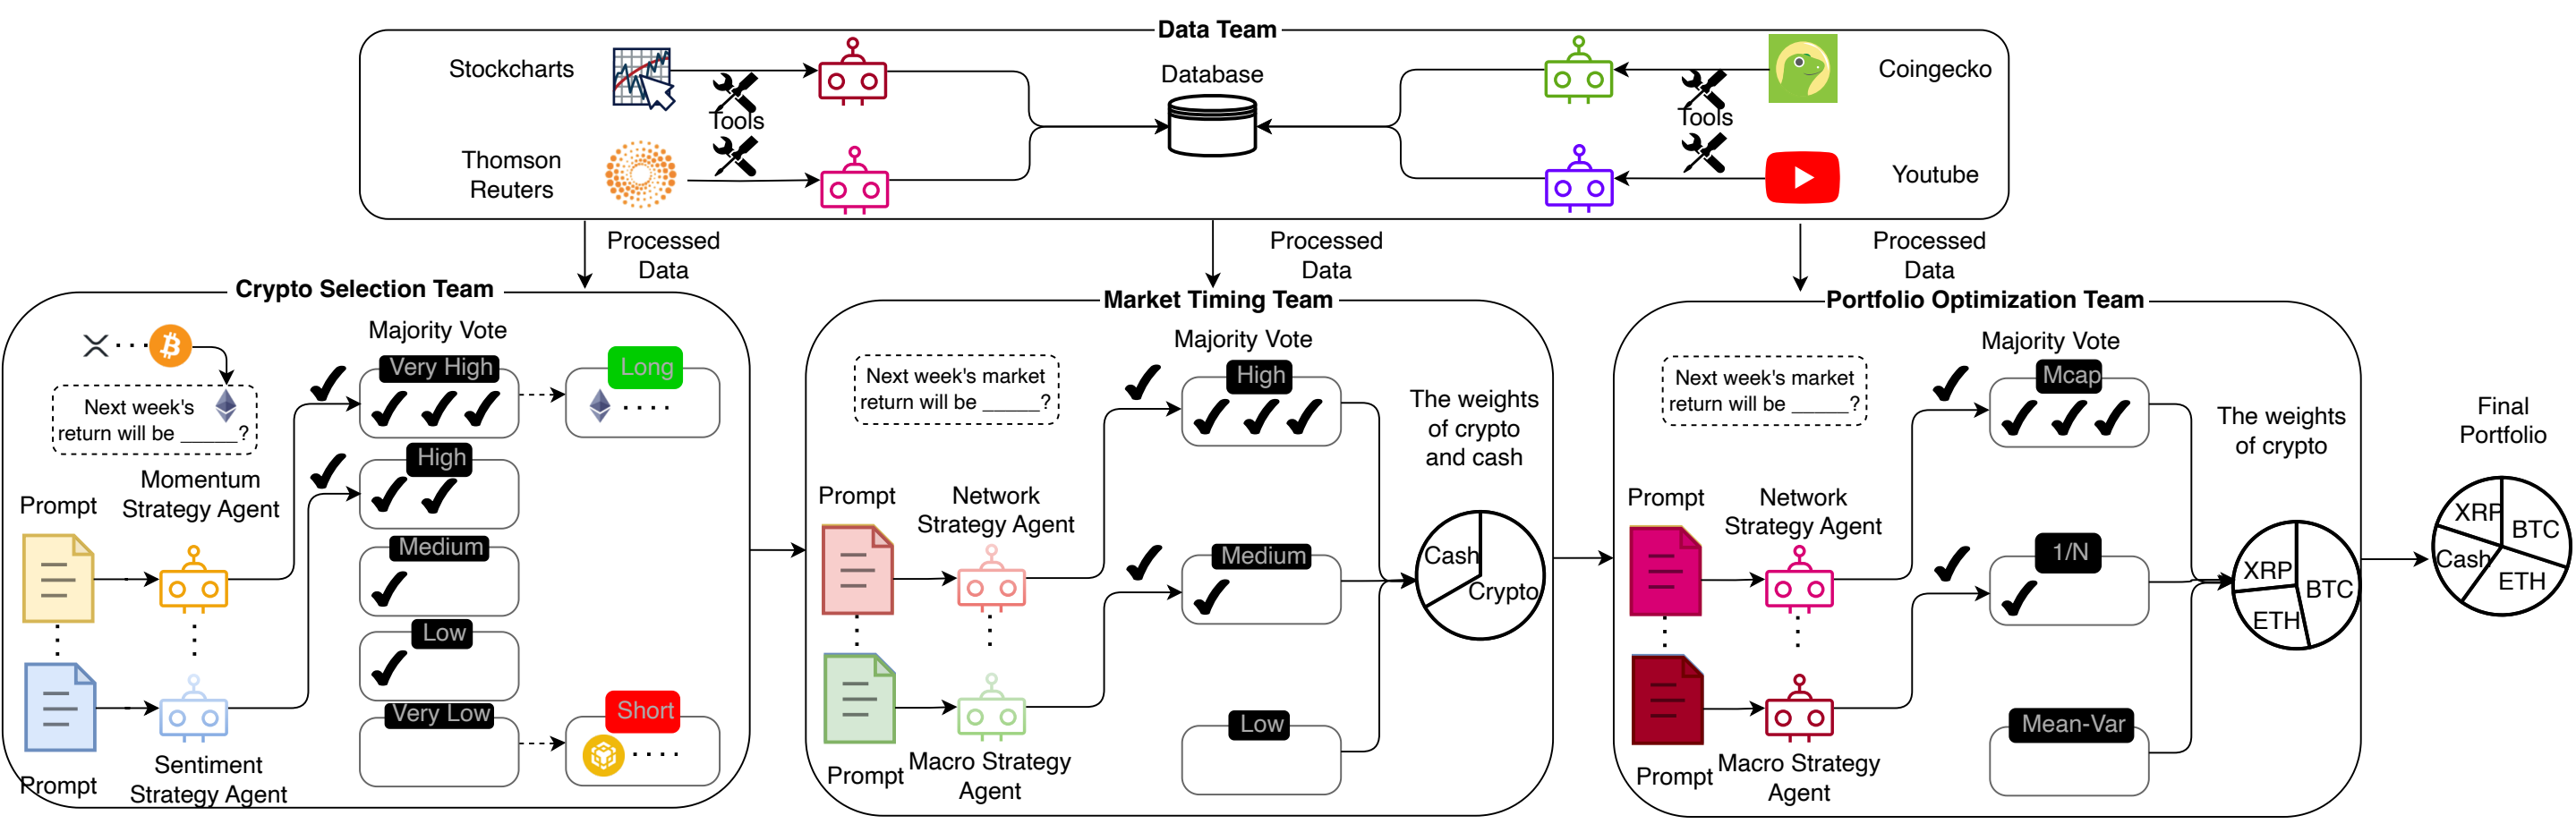 Data Team
Stockcharts
Tools
Thomson
Reuters
Database
Coingecko
Tools
Youtube
Processed
Data
Processed
Data
Processed
Data
Crypto Selection Team
Majority Vote
Next week's
return will be _____?
Very High
Long
High
Momentum
Strategy Agent
Prompt
Medium
Low
Very Low
Short
Sentiment
Strategy Agent
Prompt
Market Timing Team
Majority Vote
Next week's market
return will be _____?
High
The weights
of crypto
and cash
Prompt
Network
Strategy Agent
Medium
Cash
Crypto
Low
Prompt
Macro Strategy
Agent
Portfolio Optimization Team
Majority Vote
Next week's market
return will be _____?
Mcap
The weights
of crypto
Prompt
Network
Strategy Agent
1/N
XRP
BTC
ETH
Mean-Var
Prompt
Macro Strategy
Agent
Final
Portfolio
XRP
BTC
Cash
ETH